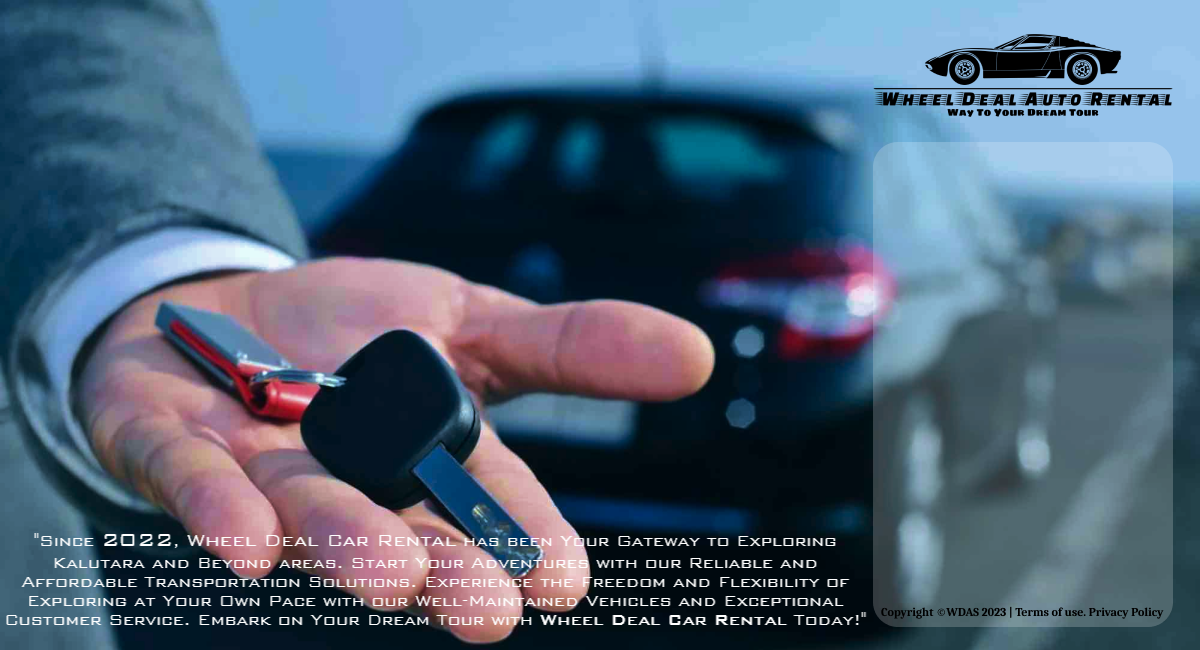 Wheel Deal Auto Rental
Way To Your Dream Tour
"Since 2022, Wheel Deal Car Rental has been Your Gateway to Exploring
Kalutara and Beyond areas. Start Your Adventures with our Reliable and
Affordable Transportation Solutions. Experience the Freedom and Flexibility of
Exploring at Your Own Pace with our Well-Maintained Vehicles and Exceptional
Customer Service. Embark on Your Dream Tour with Wheel Deal Car Rental Today!"
Copyright ©WDAS 2023 | Terms of use. Privacy Policy